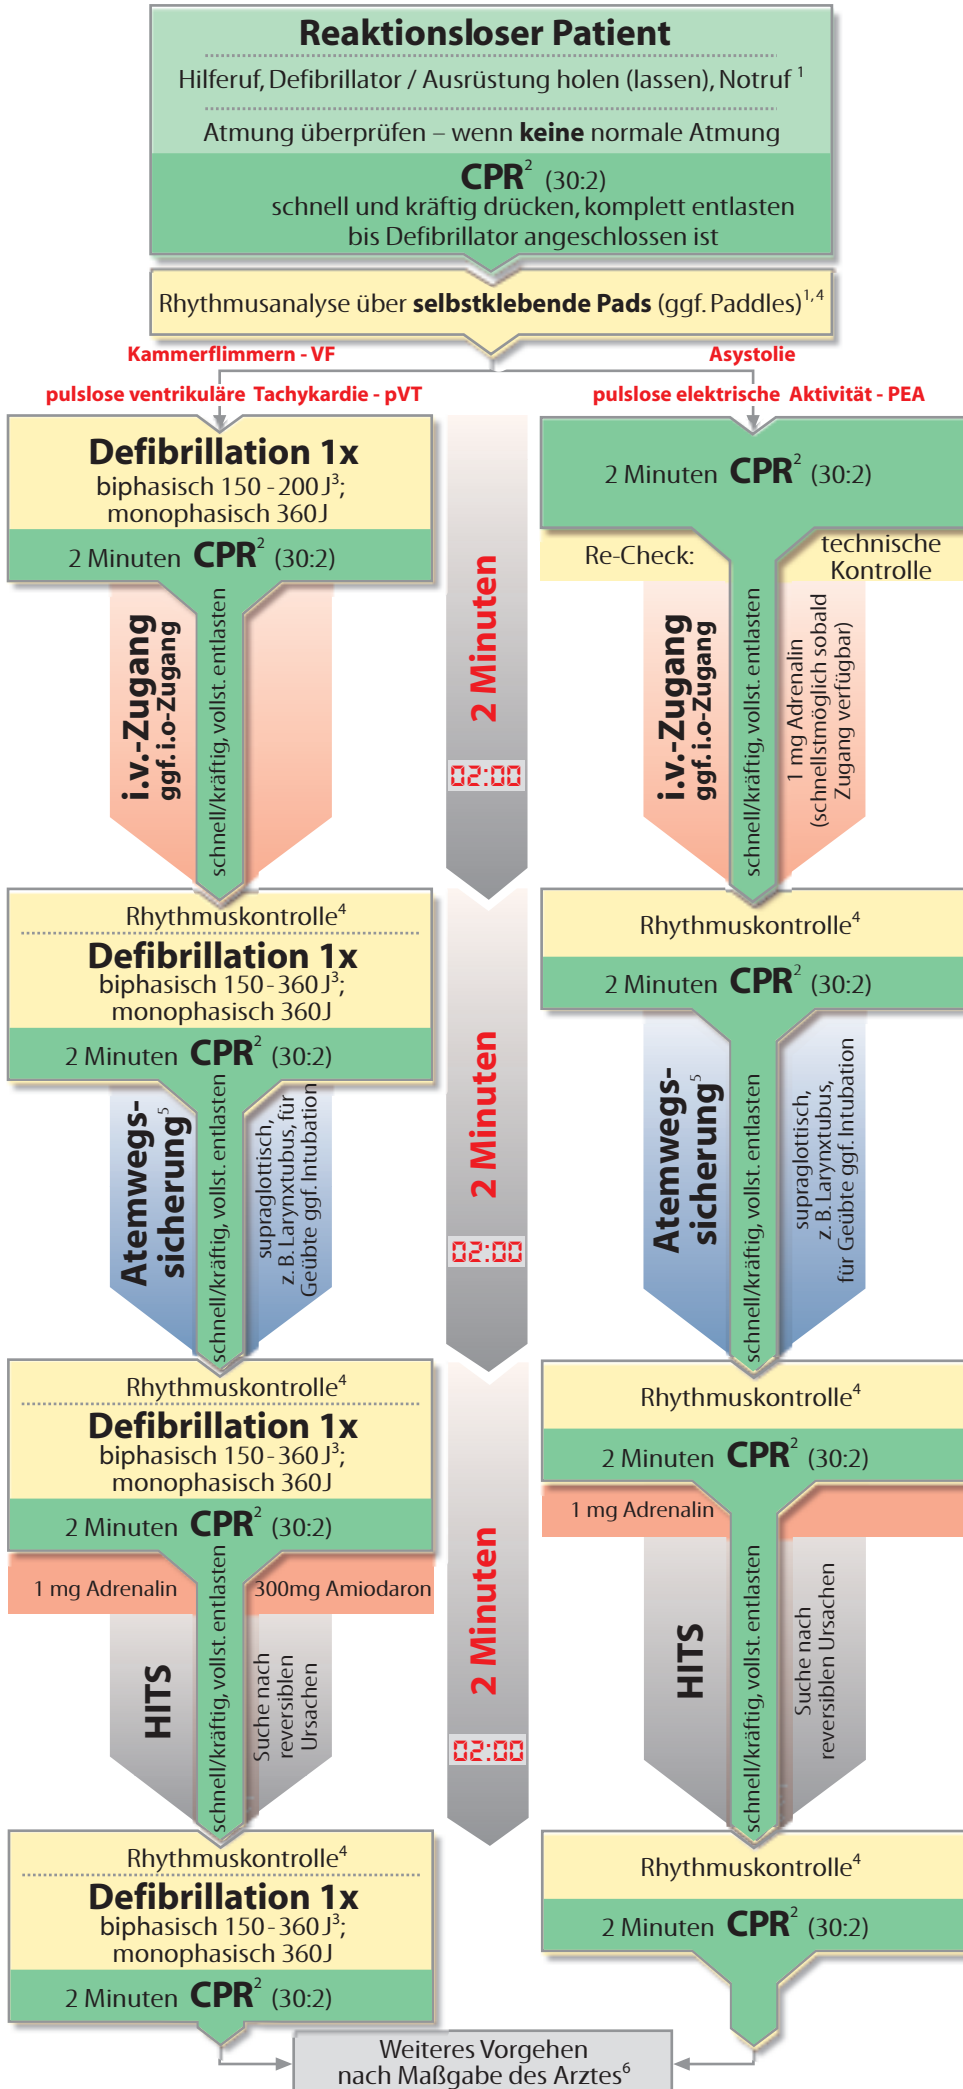 Reaktionsloser Patient
Hilferuf, Defibrillator / Ausrüstung holen (lassen), Notruf ¹
Atmung überprüfen – wenn keine normale Atmung
CPR² (30:2)
schnell und kräftig drücken, komplett entlasten
bis Defibrillator angeschlossen ist
Rhythmusanalyse über selbstklebende Pads (ggf. Paddles)¹,⁴
Kammerflimmern - VF
pulslose ventrikuläre Tachykardie - pVT
Asystolie
pulslose elektrische Aktivität - PEA
Defibrillation 1x
biphasisch 150 - 200 J³;
monophasisch 360J
2 Minuten CPR² (30:2)
i.v.-Zugang
ggf. i.o-Zugang
schnell/kräftig, vollst. entlasten
2 Minuten
02:00
2 Minuten CPR² (30:2)
Re-Check:
technische
Kontrolle
i.v.-Zugang
ggf. i.o-Zugang
schnell/kräftig, vollst. entlasten
1 mg Adrenalin
(schnellstmöglich sobald
Zugang verfügbar)
Rhythmuskontrolle⁴
Defibrillation 1x
biphasisch 150 - 360 J³;
monophasisch 360J
2 Minuten CPR² (30:2)
Atemwegs-
sicherung⁵
schnell/kräftig, vollst. entlasten
supraglottisch,
z. B. Larynxtubus, für
Geübte ggf. Intubation
2 Minuten
02:00
Rhythmuskontrolle⁴
2 Minuten CPR² (30:2)
Atemwegs-
sicherung⁵
schnell/kräftig, vollst. entlasten
supraglottisch,
z. B. Larynxtubus,
für Geübte ggf. Intubation
Rhythmuskontrolle⁴
Defibrillation 1x
biphasisch 150 - 360 J³;
monophasisch 360J
2 Minuten CPR² (30:2)
1 mg Adrenalin
300mg Amiodaron
HITS
schnell/kräftig, vollst. entlasten
Suche nach
reversiblen
Ursachen
2 Minuten
02:00
Rhythmuskontrolle⁴
2 Minuten CPR² (30:2)
1 mg Adrenalin
HITS
schnell/kräftig, vollst. entlasten
Suche nach
reversiblen Ursachen
Rhythmuskontrolle⁴
Defibrillation 1x
biphasisch 150 - 360 J³;
monophasisch 360J
2 Minuten CPR² (30:2)
Rhythmuskontrolle⁴
2 Minuten CPR² (30:2)
Weiteres Vorgehen
nach Maßgabe des Arztes⁶